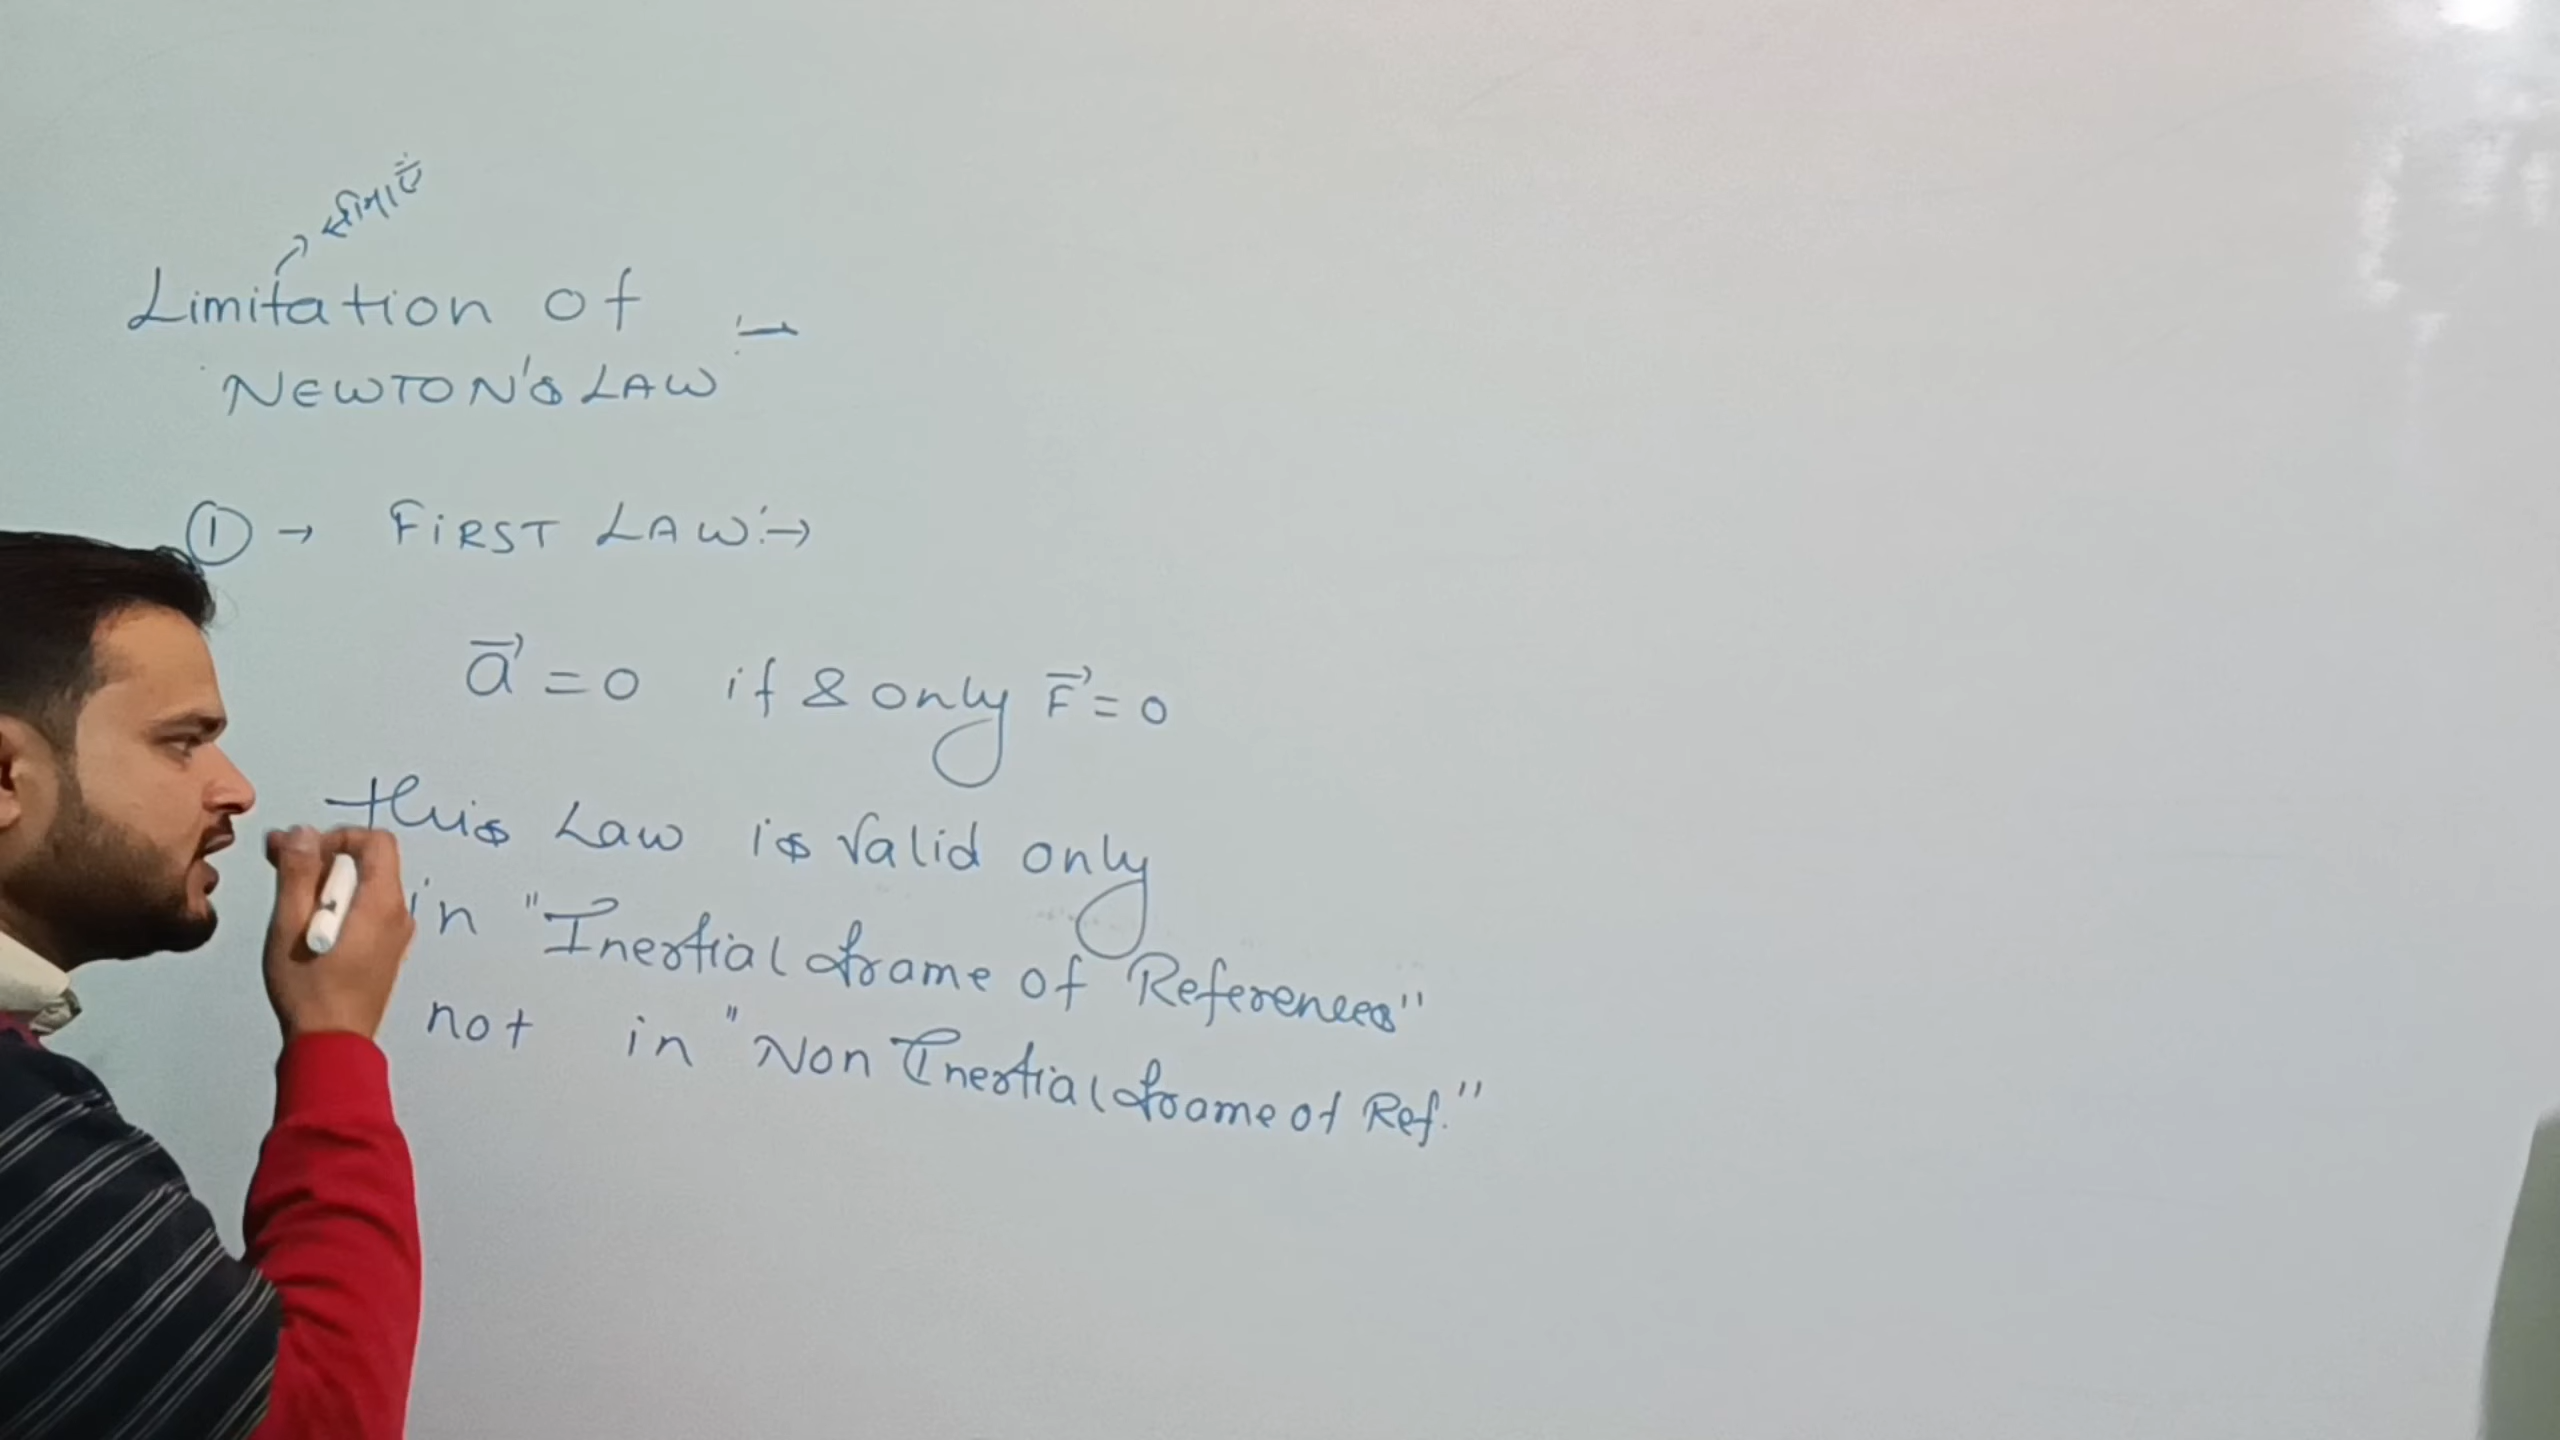 सीमाएँ
Limitation of :-
NEWTON's LAW
① → FiRST LAW:→
a⃗ = 0 if & only F⃗ = 0
this Law is valid only
in "Inertial frame of References"
not in "Non Inertial frame of Ref."